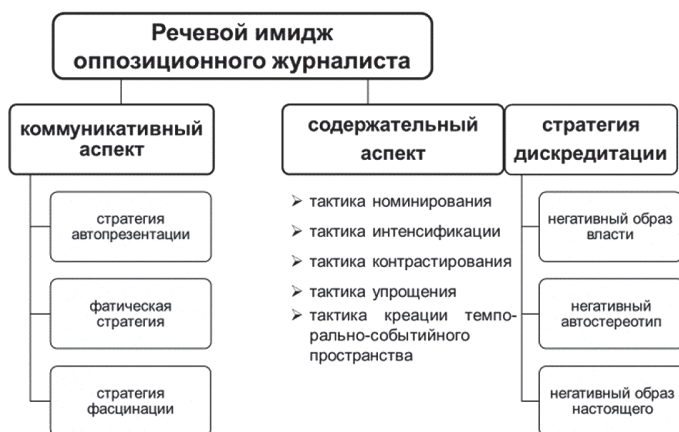 Речевой имидж
оппозиционного журналиста
коммуникативный
аспект
стратегия
автопрезентации
фатическая
стратегия
стратегия
фасцинации
содержательный
аспект
тактика номинирования
тактика интенсификации
тактика контрастирования
тактика упрощения
тактика креации темпо-
рально-событийного
пространства
стратегия
дискредитации
негативный образ
власти
негативный
автостереотип
негативный образ
настоящего